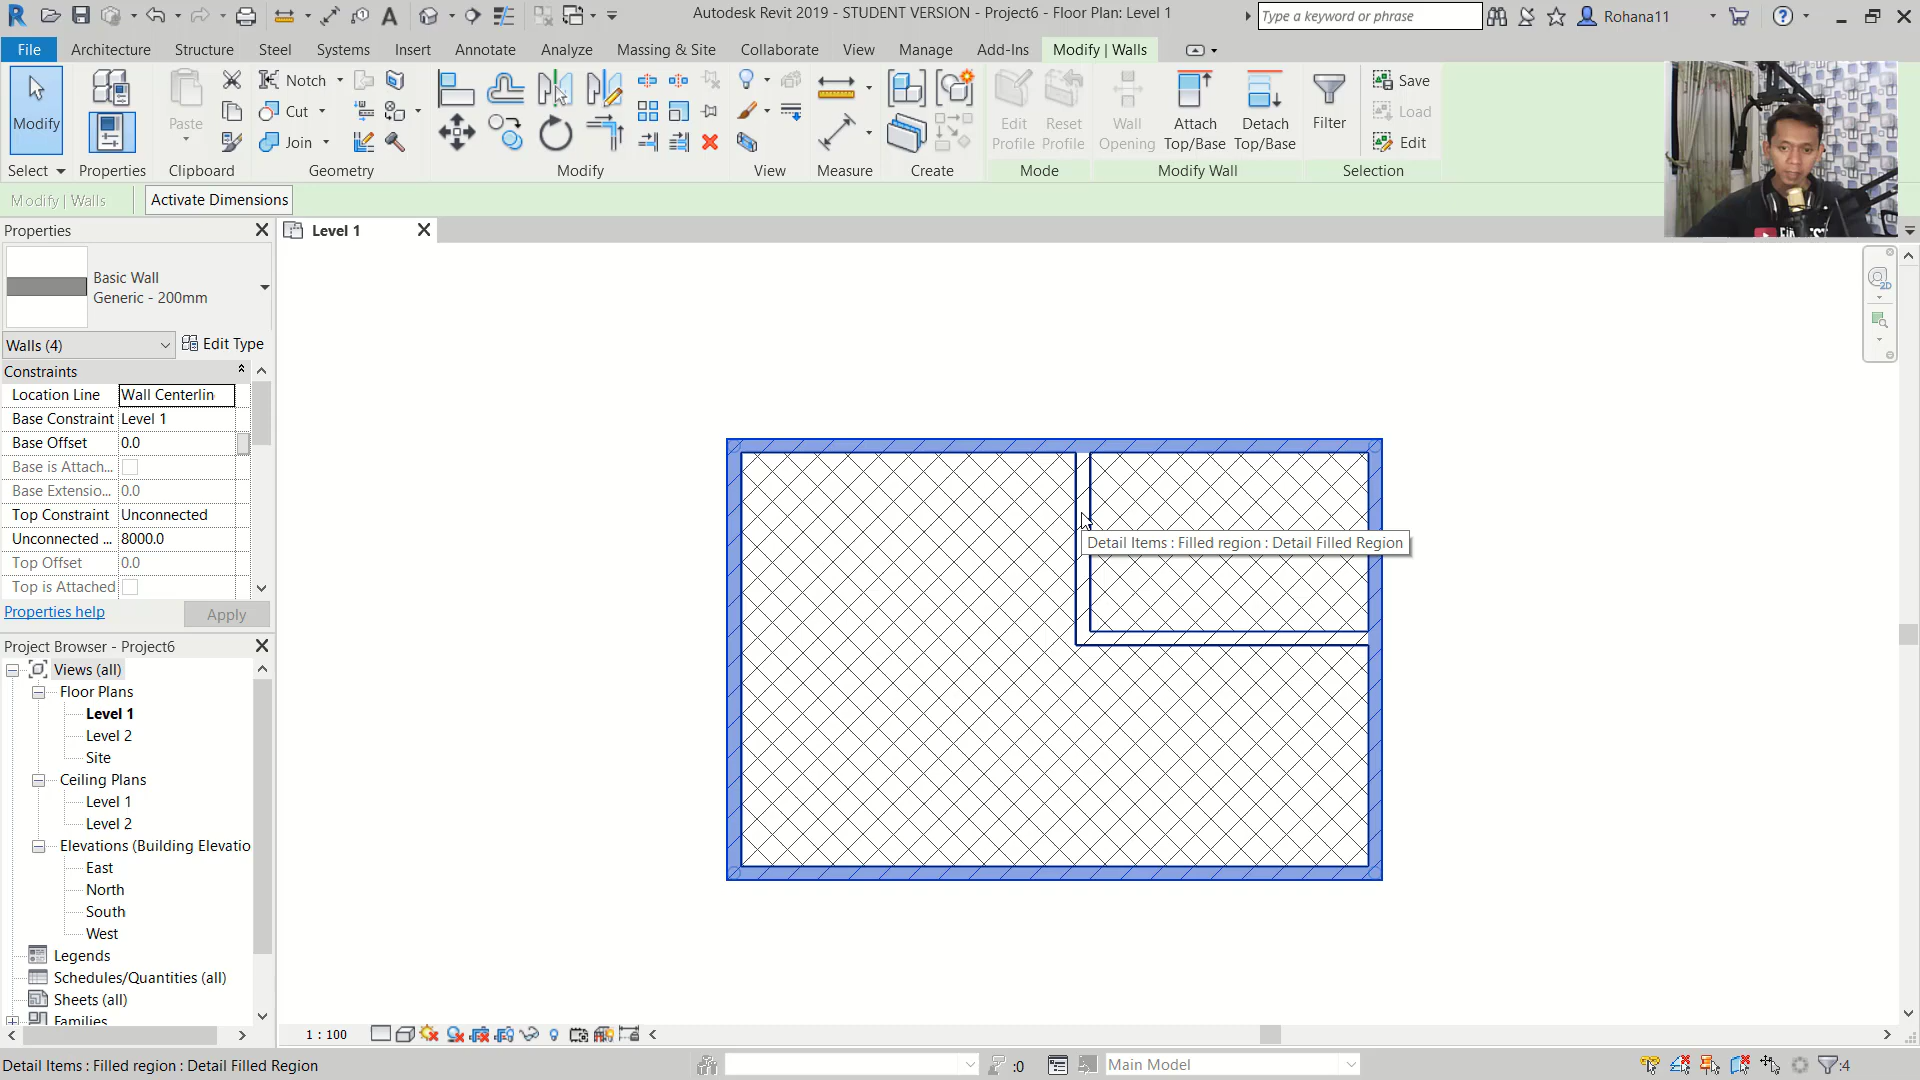 Autodesk Revit 2019 - STUDENT VERSION - Project6 - Floor Plan: Level 1
Type a keyword or phrase
Rohana11
File
Architecture
Structure
Steel
Systems
Insert
Annotate
Analyze
Massing & Site
Collaborate
View
Manage
Add-Ins
Modify | Walls
Modify
Paste
Notch
Cut
Join
Edit Profile
Reset Profile
Wall Opening
Attach Top/Base
Detach Top/Base
Filter
Save
Load
Edit
Select
Properties
Clipboard
Geometry
Modify
View
Measure
Create
Mode
Modify Wall
Selection
Modify | Walls
Activate Dimensions
Properties
Level 1
Basic Wall
Generic - 200mm
Walls (4)
Edit Type
Constraints
Location Line Wall Centerlin
Base Constraint Level 1
Base Offset 0.0
Base is Attach...
Base Extensio... 0.0
Top Constraint Unconnected
Unconnected ... 8000.0
Top Offset 0.0
Top is Attached
Properties help
Apply
Detail Items : Filled region : Detail Filled Region
Project Browser - Project6
Views (all)
Floor Plans
Level 1
Level 2
Site
Ceiling Plans
Level 1
Level 2
Elevations (Building Elevatio
East
North
South
West
Legends
Schedules/Quantities (all)
Sheets (all)
Families
1 : 100
Detail Items : Filled region : Detail Filled Region
:0
Main Model
:4